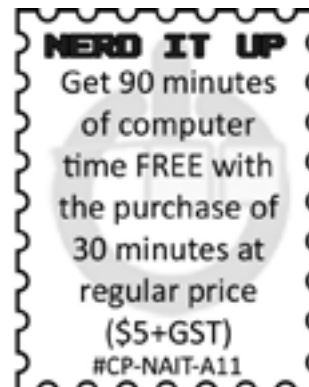 NERD IT UP
Get 90 minutes
of computer
time FREE with
the purchase of
30 minutes at
regular price
($5+GST)
#CP-NAIT-A11